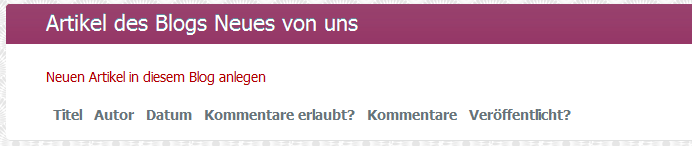 Artikel des Blogs Neues von uns
Neuen Artikel in diesem Blog anlegen
Titel Autor Datum Kommentare erlaubt? Kommentare Veröffentlicht?